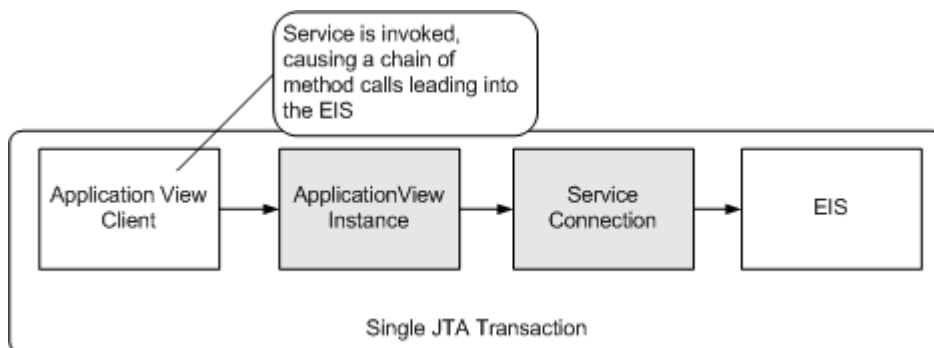 Service is invoked,
causing a chain of
method calls leading into
the EIS
Application View
Client
ApplicationView
Instance
Service
Connection
EIS
Single JTA Transaction